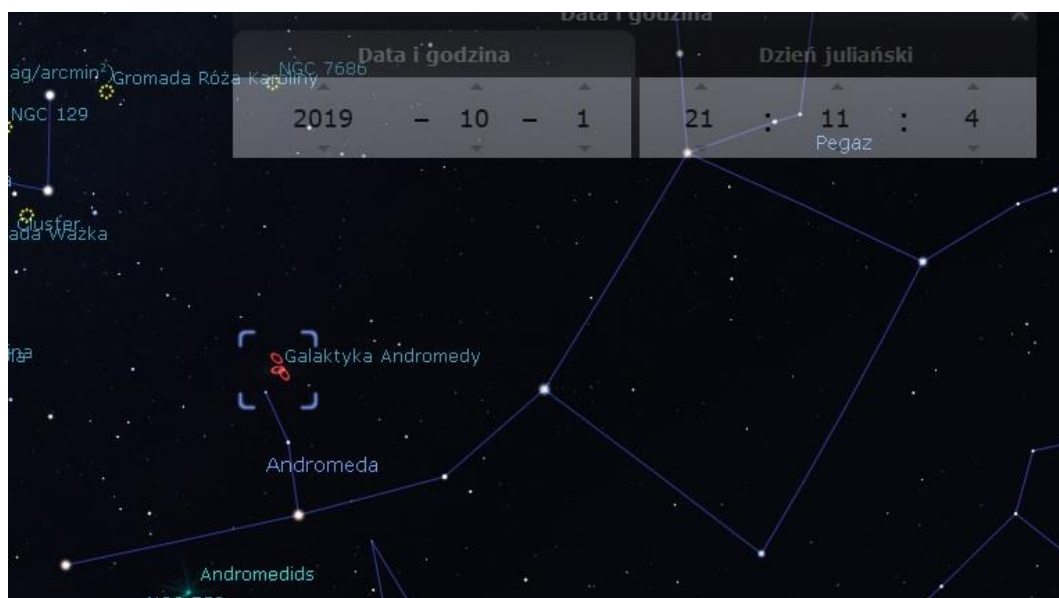 Data i godzina
Data i godzina
Dzień juliański
ag/arcmin²)
Gromada Róża Karoliny
NGC 7686
NGC 129
2019 – 10 – 1
21 : 11 : 4
Pegaz
Cluster
ada Ważka
Galaktyka Andromedy
Andromeda
Andromedids